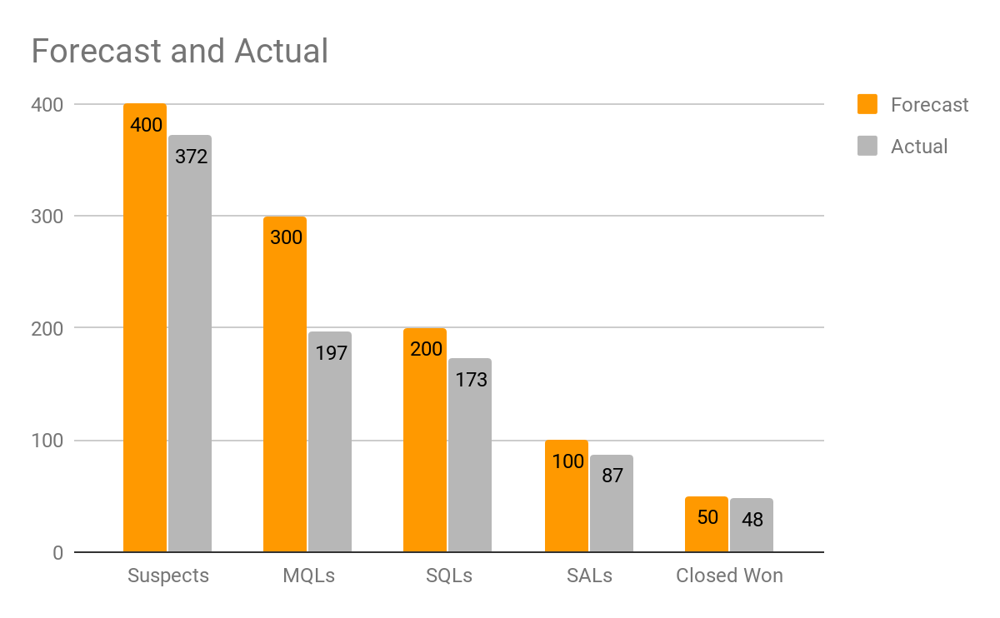 Forecast and Actual
400
300
200
100
0
Forecast
Actual
400
372
300
197
200
173
100
87
50
48
Suspects
MQLs
SQLs
SALs
Closed Won